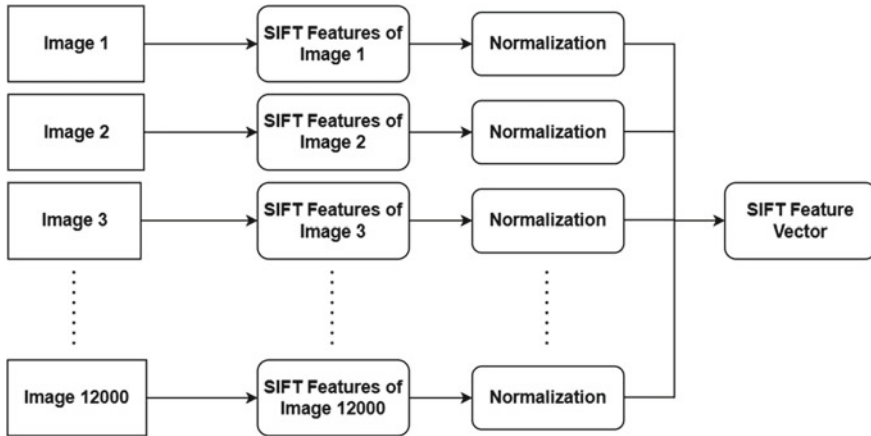 Image 1
SIFT Features of
Image 1
Normalization
Image 2
SIFT Features of
Image 2
Normalization
Image 3
SIFT Features of
Image 3
Normalization
SIFT Feature
Vector
Image 12000
SIFT Features of
Image 12000
Normalization